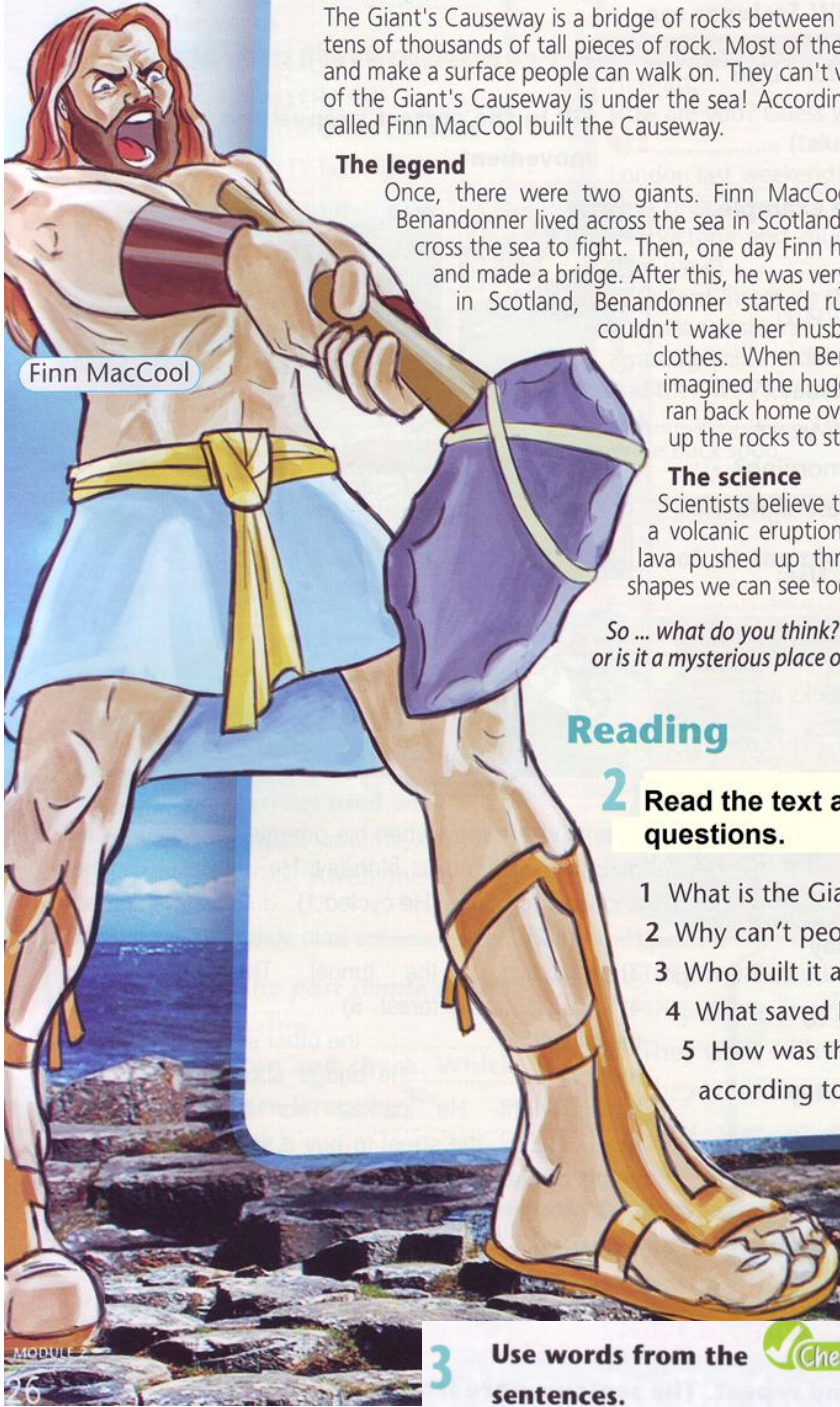 The Giant's Causeway is a bridge of rocks between
tens of thousands of tall pieces of rock. Most of the
and make a surface people can walk on. They can't w
of the Giant's Causeway is under the sea! Accordin
called Finn MacCool built the Causeway.
The legend
Once, there were two giants. Finn MacCoo
Benandonner lived across the sea in Scotland
cross the sea to fight. Then, one day Finn h
and made a bridge. After this, he was very
in Scotland, Benandonner started ru
couldn't wake her husb
clothes. When Ben
imagined the huge
ran back home ov
up the rocks to st
Finn MacCool
The science
Scientists believe t
a volcanic eruption
lava pushed up thr
shapes we can see to
So ... what do you think?
or is it a mysterious place o
Reading
2 Read the text a
questions.
1 What is the Gia
2 Why can't peo
3 Who built it a
4 What saved
5 How was th
according to
MODULE 2
26
3 Use words from the Che
sentences.